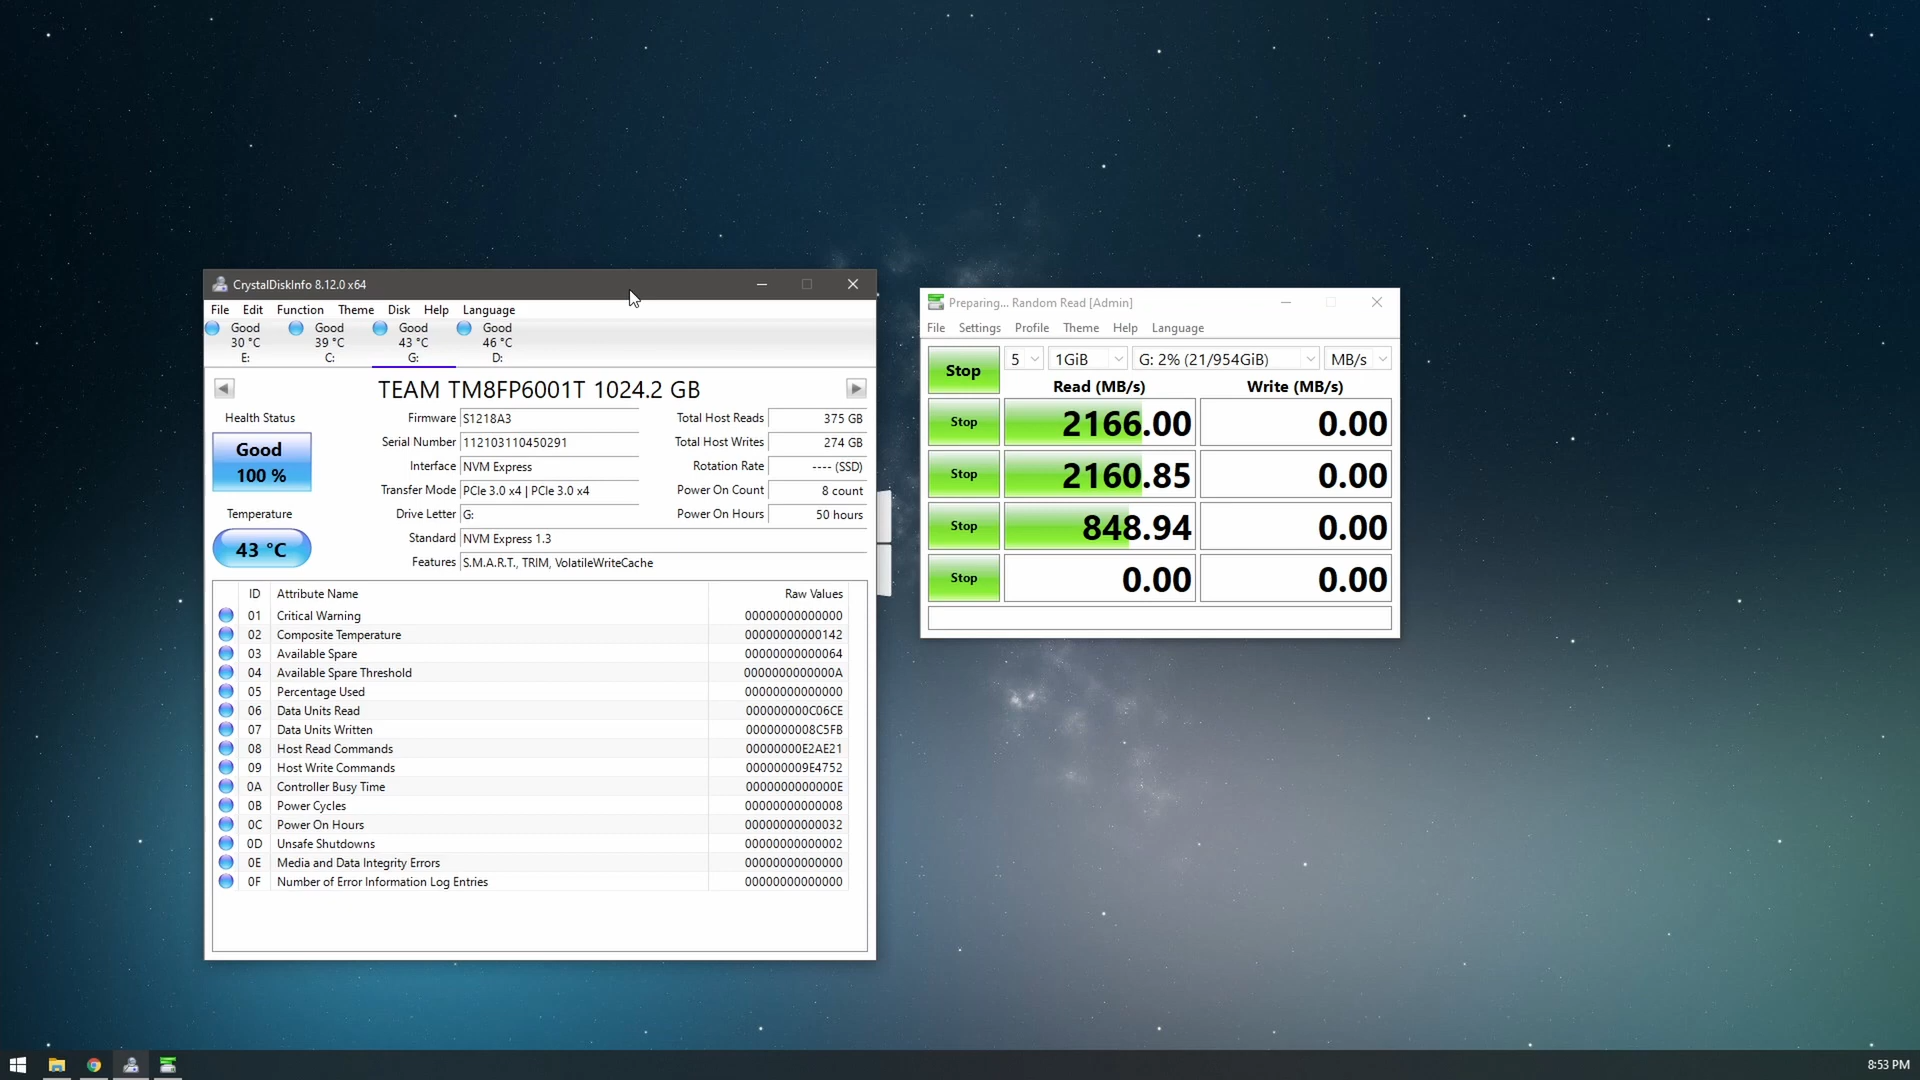 CrystalDiskInfo 8.12.0 x64
File Edit Function Theme Disk Help Language
Good Good Good Good
30 °C 39 °C 43 °C 46 °C
E: C: G: D:
TEAM TM8FP6001T 1024.2 GB
Health Status
Good
100 %
Temperature
43 °C
Firmware S1218A3
Serial Number 112103110450291
Interface NVM Express
Transfer Mode PCIe 3.0 x4 | PCIe 3.0 x4
Drive Letter G:
Standard NVM Express 1.3
Features S.M.A.R.T., TRIM, VolatileWriteCache
Total Host Reads 375 GB
Total Host Writes 274 GB
Rotation Rate ---- (SSD)
Power On Count 8 count
Power On Hours 50 hours
ID Attribute Name Raw Values
01 Critical Warning 00000000000000
02 Composite Temperature 00000000000142
03 Available Spare 00000000000064
04 Available Spare Threshold 0000000000000A
05 Percentage Used 00000000000000
06 Data Units Read 000000000C06CE
07 Data Units Written 0000000008C5FB
08 Host Read Commands 00000000E2AE21
09 Host Write Commands 000000009E4752
0A Controller Busy Time 0000000000000E
0B Power Cycles 00000000000008
0C Power On Hours 00000000000032
0D Unsafe Shutdowns 00000000000002
0E Media and Data Integrity Errors 00000000000000
0F Number of Error Information Log Entries 00000000000000
Preparing... Random Read [Admin]
File Settings Profile Theme Help Language
Stop 5 1GiB G: 2% (21/954GiB) MB/s
Read (MB/s) Write (MB/s)
Stop 2166.00 0.00
Stop 2160.85 0.00
Stop 848.94 0.00
Stop 0.00 0.00
8:53 PM